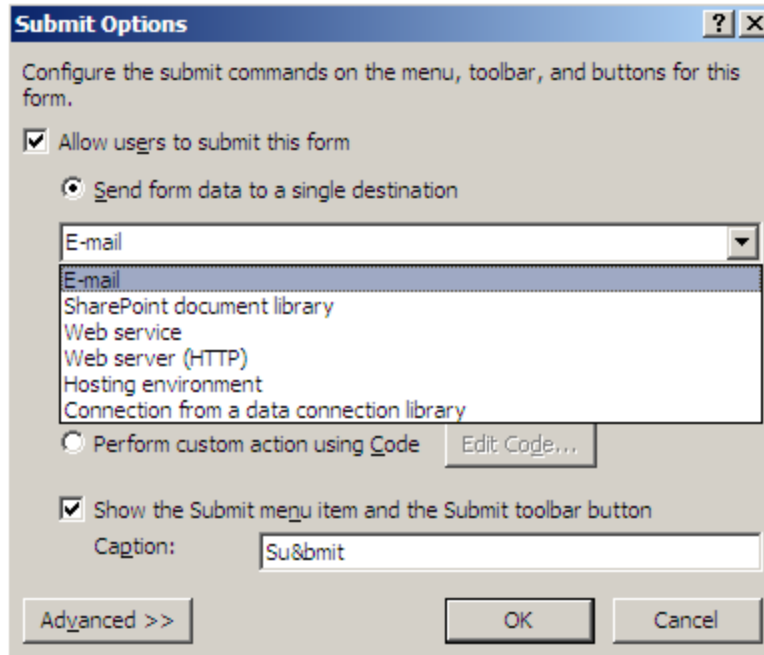 Submit Options
Configure the submit commands on the menu, toolbar, and buttons for this
form.
Allow users to submit this form
Send form data to a single destination
E-mail
E-mail
SharePoint document library
Web service
Web server (HTTP)
Hosting environment
Connection from a data connection library
Perform custom action using Code
Edit Code...
Show the Submit menu item and the Submit toolbar button
Caption:
Su&bmit
Advanced >>
OK
Cancel